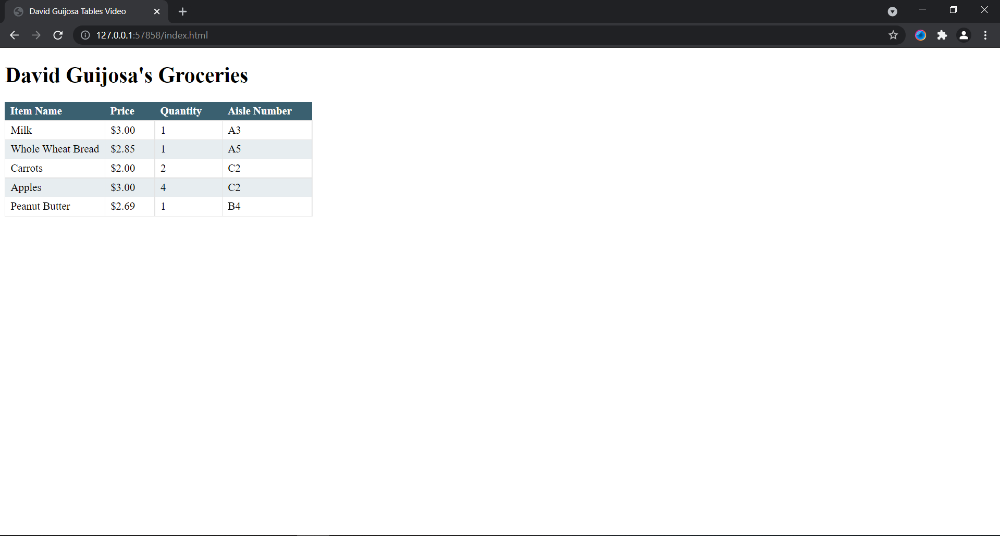 David Guijosa Tables Video
127.0.0.1:57858/index.html
David Guijosa's Groceries
Item Name Price Quantity Aisle Number
Milk $3.00 1 A3
Whole Wheat Bread $2.85 1 A5
Carrots $2.00 2 C2
Apples $3.00 4 C2
Peanut Butter $2.69 1 B4